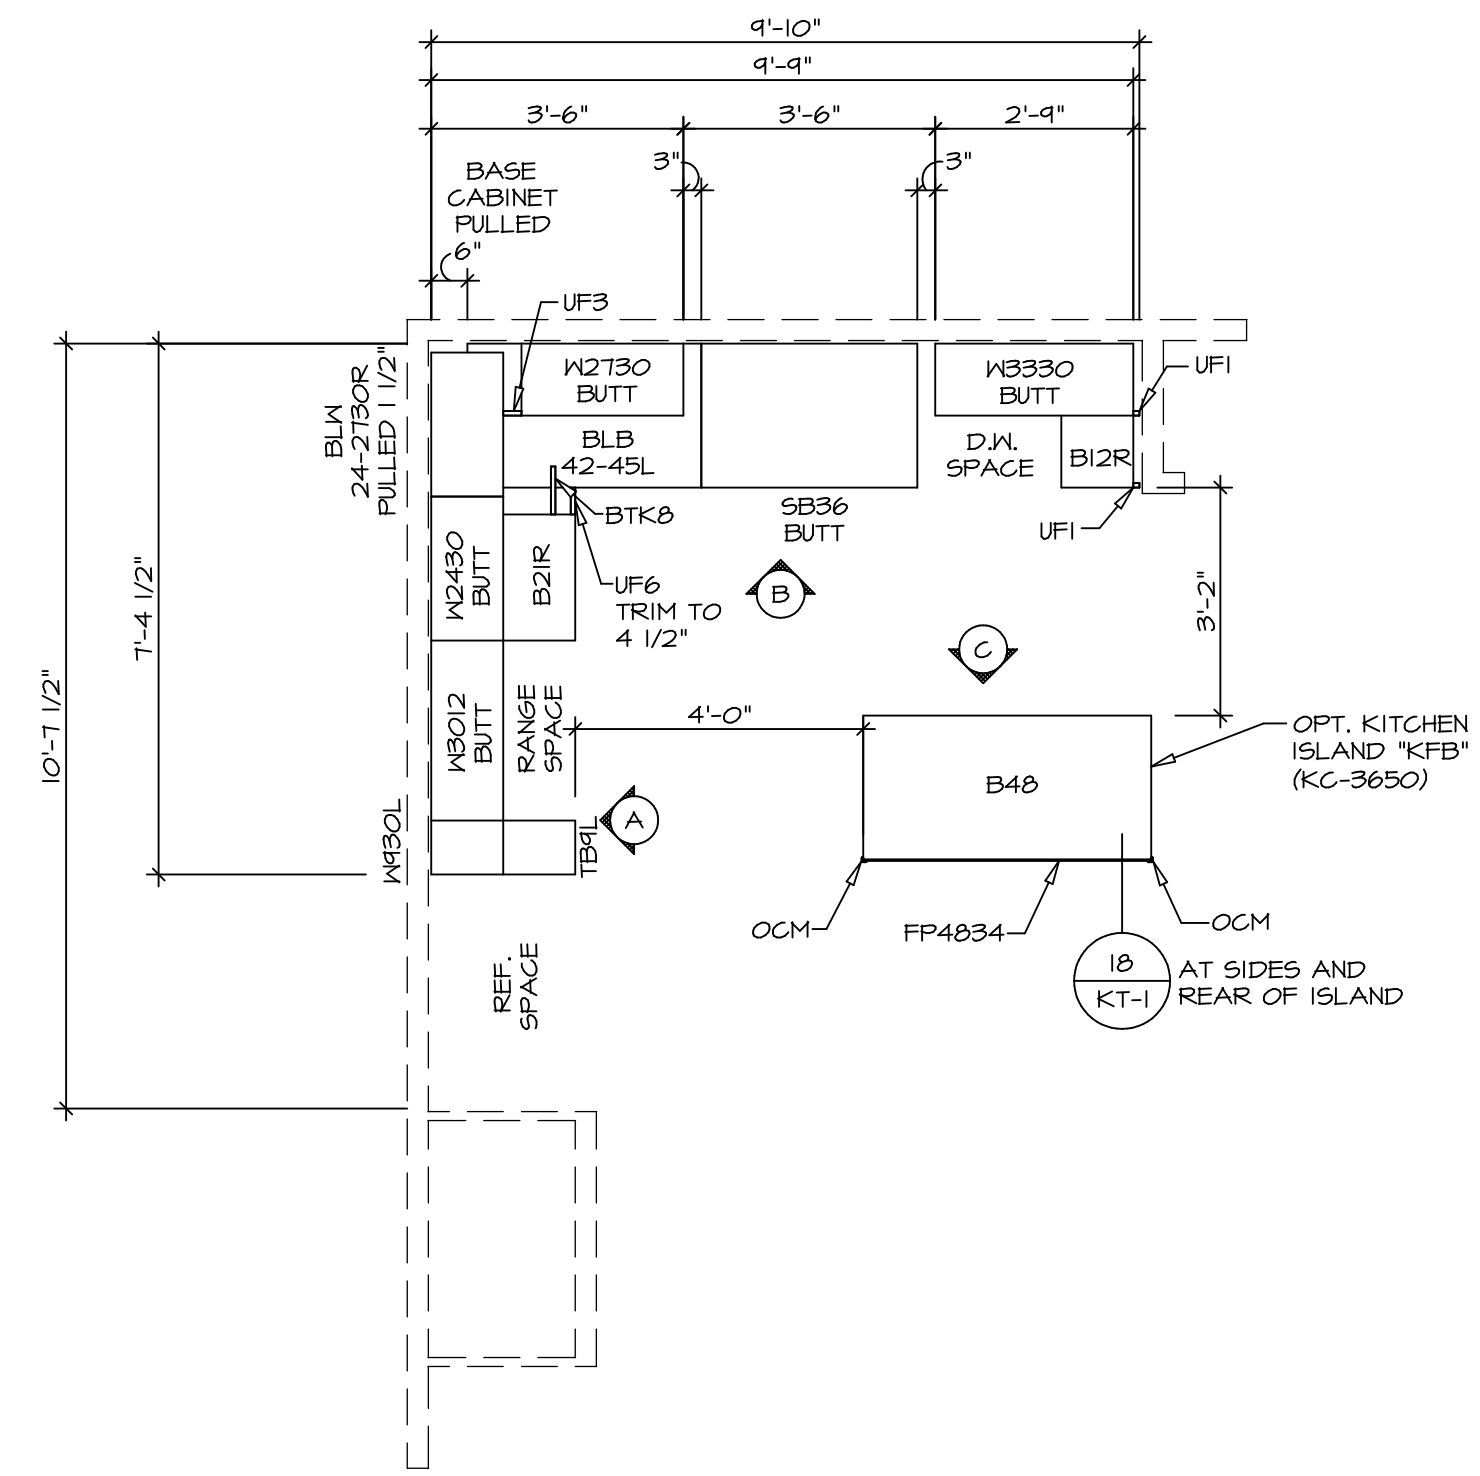 9'-10"
9'-9"
3'-6"
3'-6"
2'-9"
3"
3"
BASE
CABINET
PULLED
6"
UF3
W2730
BUTT
W3330
BUTT
UF1
BLW
24-2730R
PULLED 1 1/2"
BLB
42-45L
D.W.
SPACE
B12R
SB36
BUTT
BTK8
UF1
W2430
BUTT
B21R
UF6
TRIM TO
4 1/2"
B
C
3'-2"
7'-4 1/2"
10'-7 1/2"
W3012
BUTT
RANGE
SPACE
4'-0"
OPT. KITCHEN
ISLAND "KFB"
(KC-3650)
B48
W930L
TB9L
A
OCM
FP4834
OCM
18
KT-1
AT SIDES AND
REAR OF ISLAND
REF.
SPACE